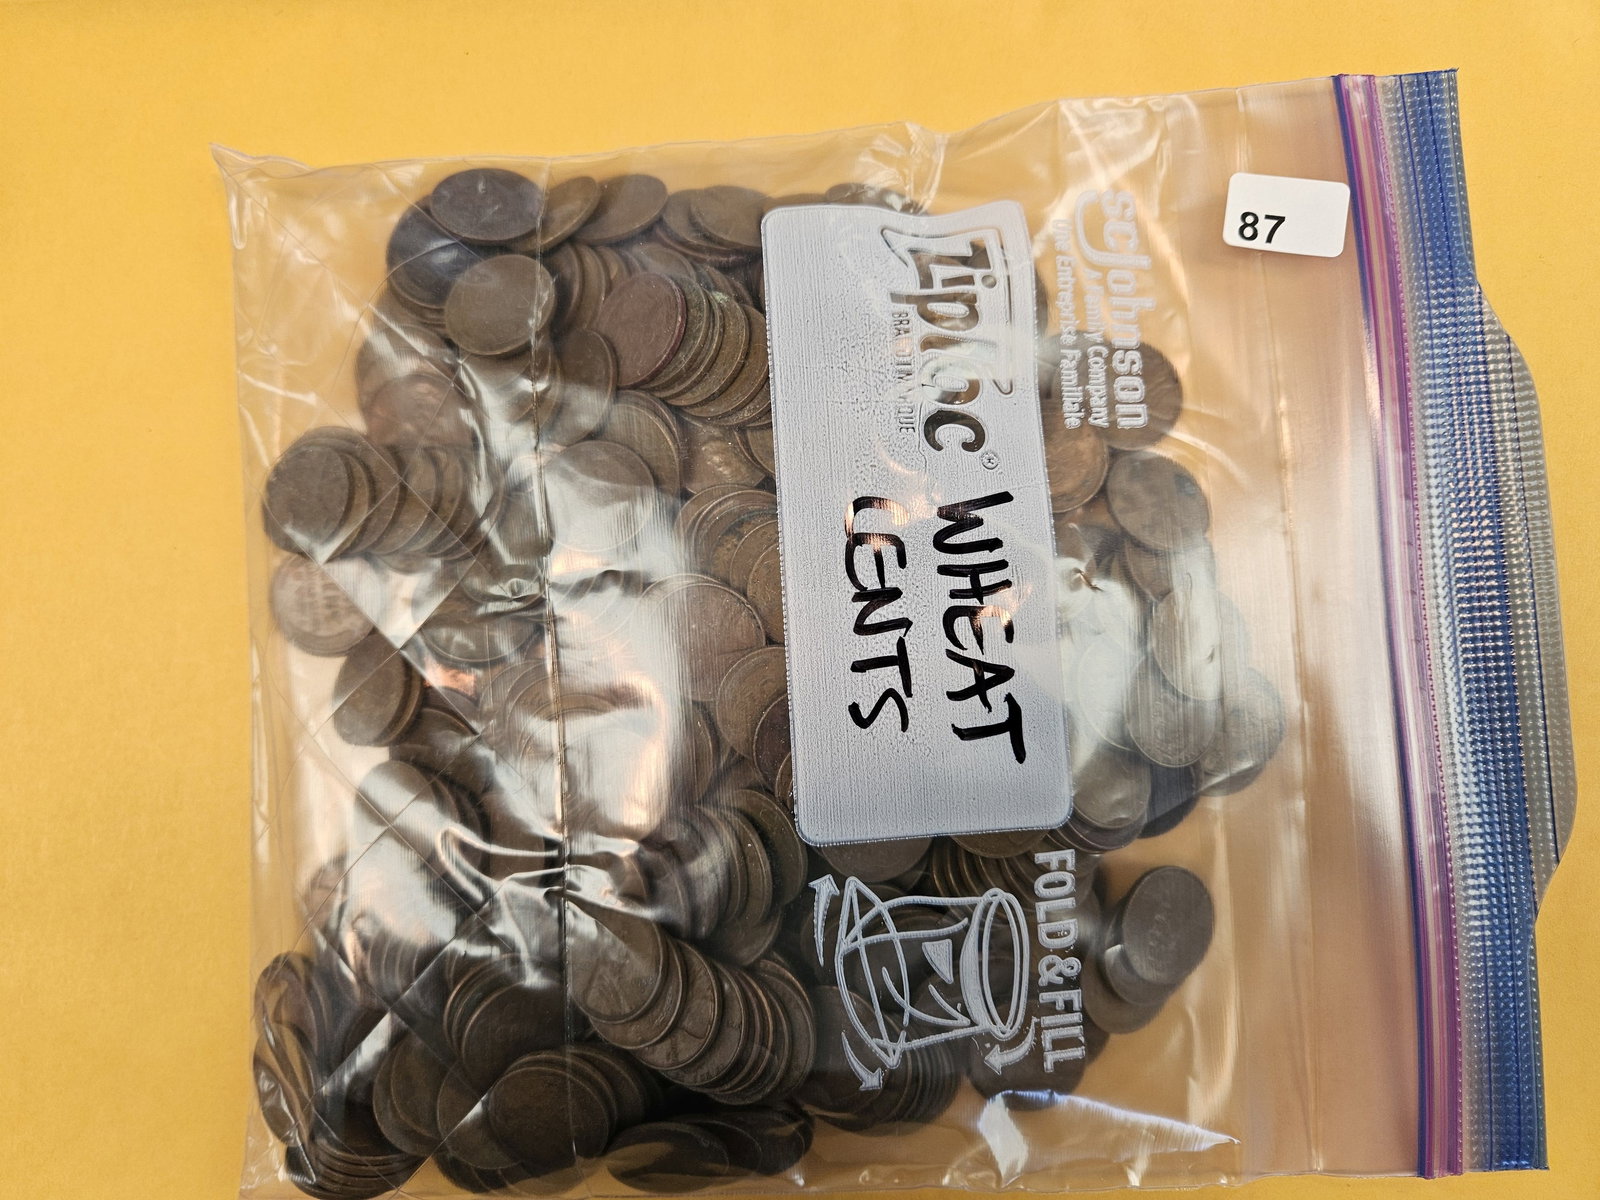 87
SC Johnson
A Family Company
Une Entreprise Familiale
Ziploc®
WHEAT
CENTS
FOLD & FILL